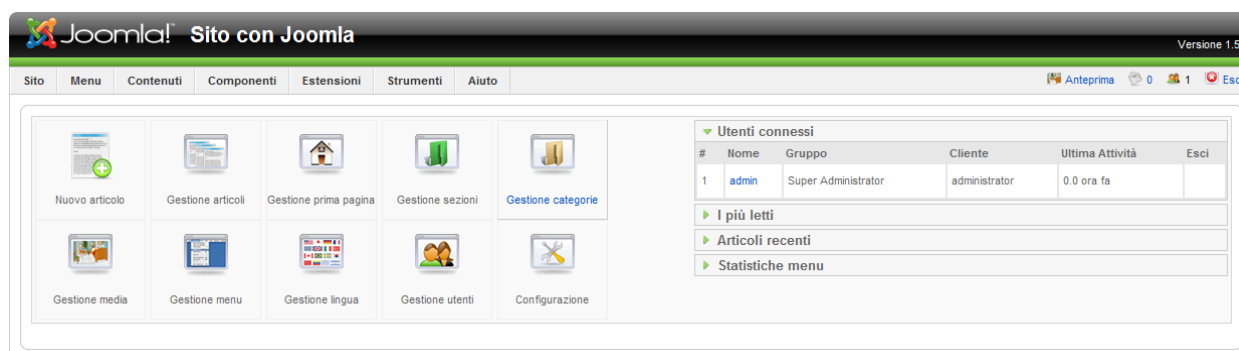 Joomla!™ Sito con Joomla
Versione 1.5
Sito Menu Contenuti Componenti Estensioni Strumenti Aiuto
Anteprima 0 1 Esc
Nuovo articolo Gestione articoli Gestione prima pagina Gestione sezioni Gestione categorie
Gestione media Gestione menu Gestione lingua Gestione utenti Configurazione
Utenti connessi
# Nome Gruppo Cliente Ultima Attività Esci
1 admin Super Administrator administrator 0.0 ora fa
I più letti
Articoli recenti
Statistiche menu